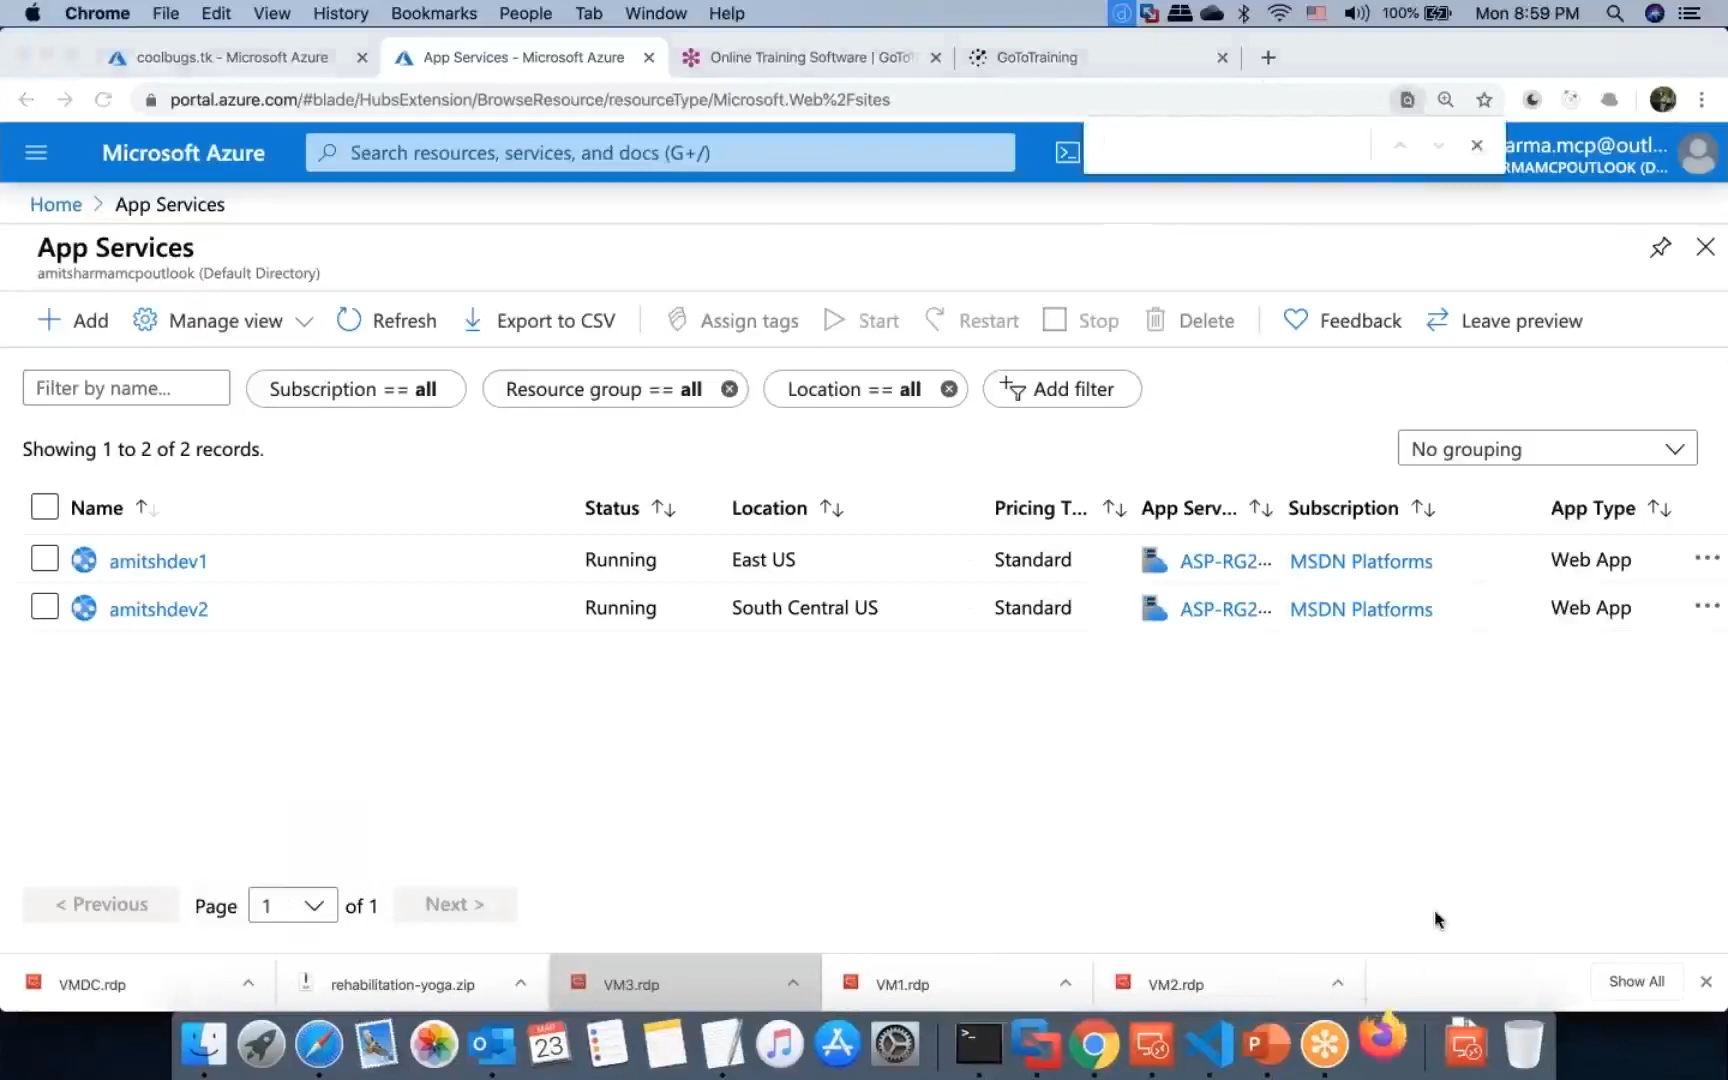 Chrome File Edit View History Bookmarks People Tab Window Help 100% Mon 8:59 PM
coolbugs.tk - Microsoft Azure App Services - Microsoft Azure Online Training Software | GoTo GoToTraining
portal.azure.com/#blade/HubsExtension/BrowseResource/resourceType/Microsoft.Web%2Fsites
Microsoft Azure Search resources, services, and docs (G+/) arma.mcp@outl...
RMAMCPOUTLOOK (D...
Home > App Services
App Services
amitsharmamcpoutlook (Default Directory)
Add Manage view Refresh Export to CSV Assign tags Start Restart Stop Delete Feedback Leave preview
Filter by name... Subscription == all Resource group == all Location == all Add filter
Showing 1 to 2 of 2 records. No grouping
Name Status Location Pricing T... App Serv... Subscription App Type
amitshdev1 Running East US Standard ASP-RG2... MSDN Platforms Web App ...
amitshdev2 Running South Central US Standard ASP-RG2... MSDN Platforms Web App ...
< Previous Page 1 of 1 Next >
VMDC.rdp rehabilitation-yoga.zip VM3.rdp VM1.rdp VM2.rdp Show All
MAR
23